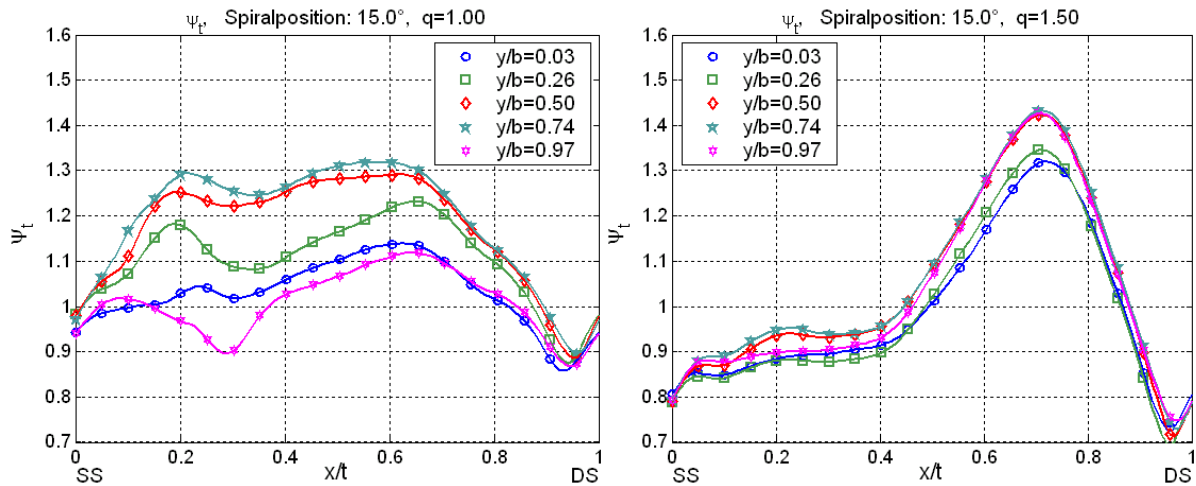 Ψt, Spiralposition: 15.0°, q=1.00
1.6
1.5
1.4
1.3
1.2
1.1
1
0.9
0.8
0.7
Ψt
y/b=0.03
y/b=0.26
y/b=0.50
y/b=0.74
y/b=0.97
0 0.2 0.4 0.6 0.8 1
SS x/t DS
Ψt, Spiralposition: 15.0°, q=1.50
1.6
1.5
1.4
1.3
1.2
1.1
1
0.9
0.8
0.7
Ψt
y/b=0.03
y/b=0.26
y/b=0.50
y/b=0.74
y/b=0.97
0 0.2 0.4 0.6 0.8 1
SS x/t DS